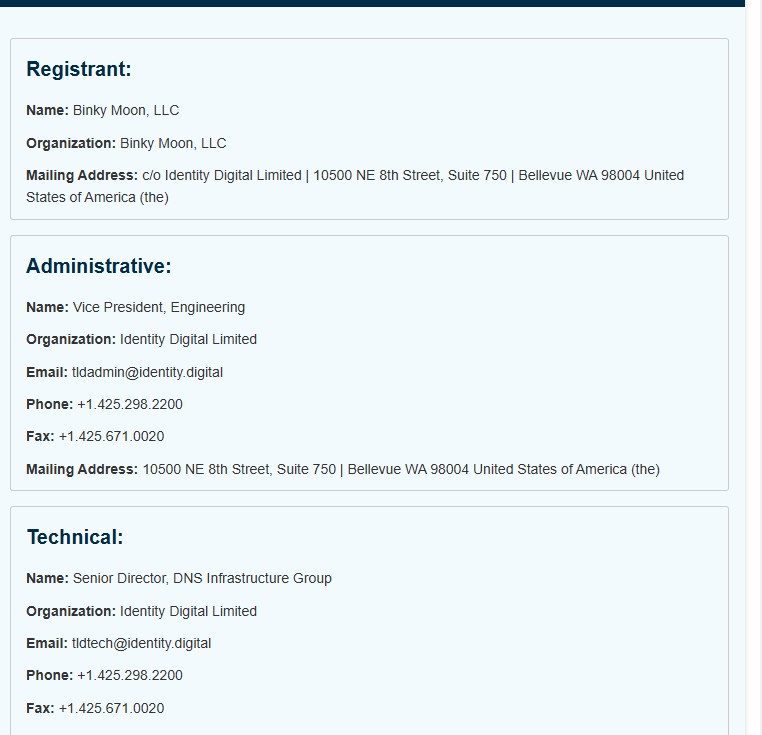 Registrant:
Name: Binky Moon, LLC
Organization: Binky Moon, LLC
Mailing Address: c/o Identity Digital Limited | 10500 NE 8th Street, Suite 750 | Bellevue WA 98004 United
States of America (the)
Administrative:
Name: Vice President, Engineering
Organization: Identity Digital Limited
Email: tldadmin@identity.digital
Phone: +1.425.298.2200
Fax: +1.425.671.0020
Mailing Address: 10500 NE 8th Street, Suite 750 | Bellevue WA 98004 United States of America (the)
Technical:
Name: Senior Director, DNS Infrastructure Group
Organization: Identity Digital Limited
Email: tldtech@identity.digital
Phone: +1.425.298.2200
Fax: +1.425.671.0020